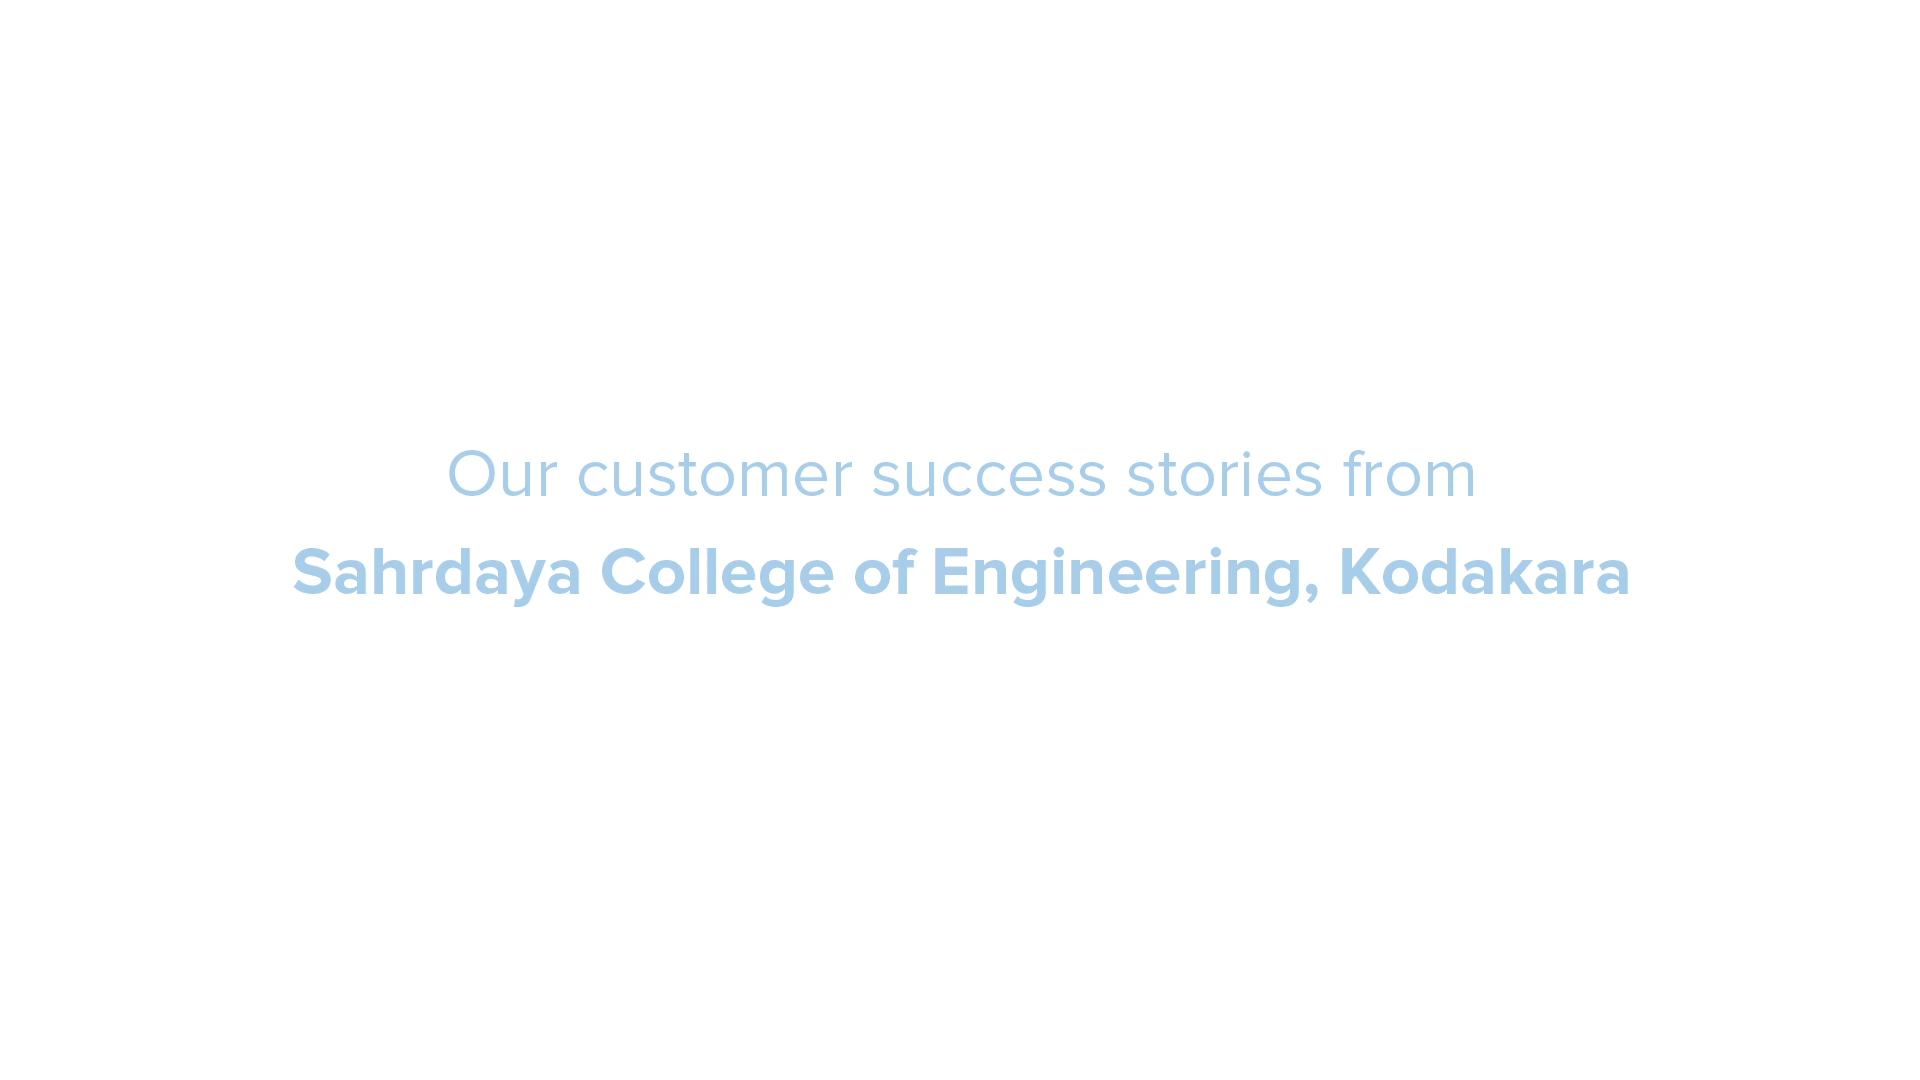 Our customer success stories from
Sahrdaya College of Engineering, Kodakara